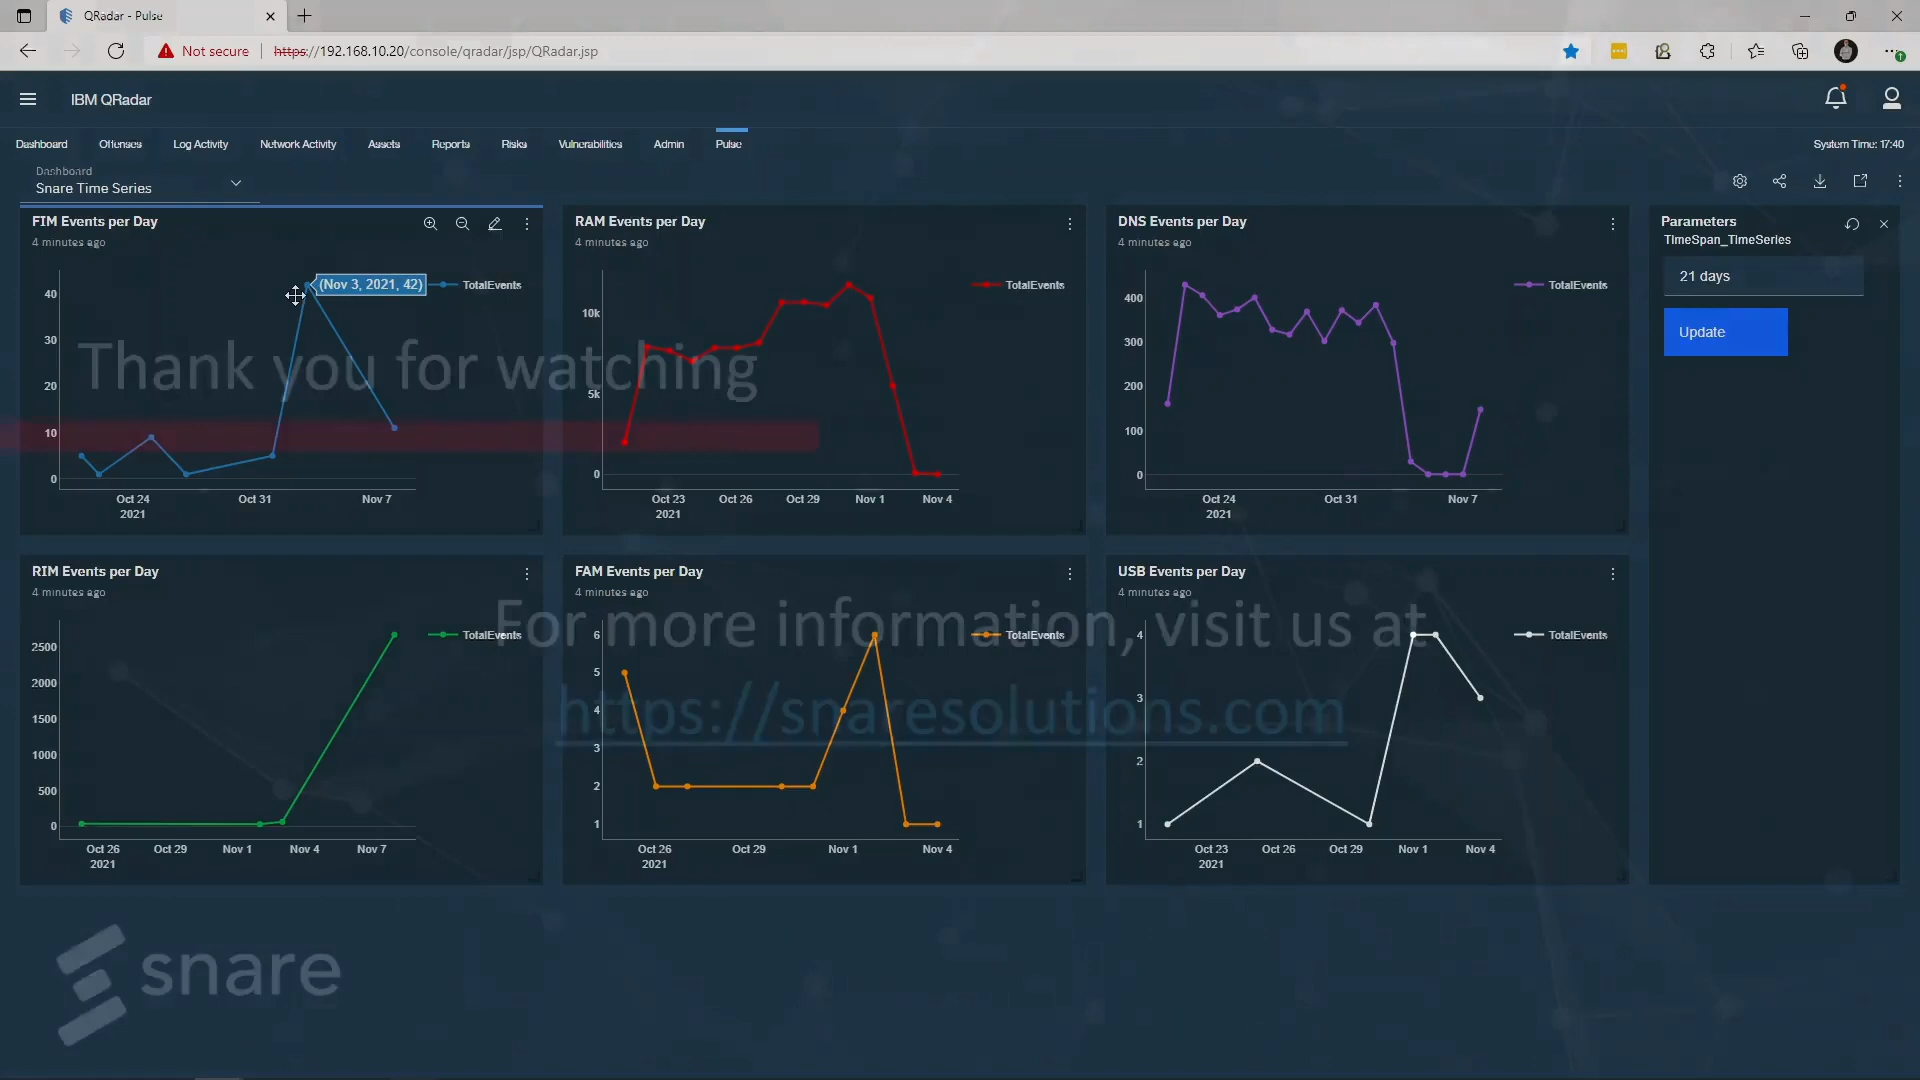 QRadar - Pulse
Not secure
https://192.168.10.20/console/qradar/jsp/QRadar.jsp
IBM QRadar
Dashboard Offenses Log Activity Network Activity Assets Reports Risks Vulnerabilities Admin Pulse
System Time: 17:40
Dashboard
Snare Time Series
FIM Events per Day
4 minutes ago
(Nov 3, 2021, 42)
TotalEvents
40
30
20
10
0
Oct 24 Oct 31 Nov 7
2021
RAM Events per Day
4 minutes ago
TotalEvents
10k
5k
0
Oct 23 Oct 26 Oct 29 Nov 1 Nov 4
2021
DNS Events per Day
4 minutes ago
TotalEvents
400
300
200
100
0
Oct 24 Oct 31 Nov 7
2021
Parameters
TimeSpan_TimeSeries
21 days
Update
Thank you for watching
RIM Events per Day
4 minutes ago
TotalEvents
2500
2000
1500
1000
500
0
Oct 26 Oct 29 Nov 1 Nov 4 Nov 7
2021
FAM Events per Day
4 minutes ago
TotalEvents
6
5
4
3
2
1
Oct 26 Oct 29 Nov 1 Nov 4
2021
USB Events per Day
4 minutes ago
TotalEvents
4
3
2
1
Oct 23 Oct 26 Oct 29 Nov 1 Nov 4
2021
For more information, visit us at
https://snaresolutions.com
snare